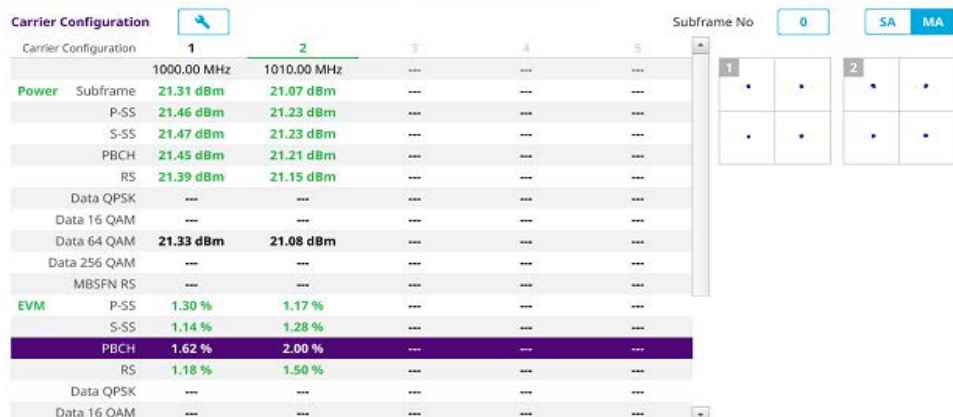 Carrier Configuration Subframe No 0 SA MA
Carrier Configuration 1 2 3 4 5
1000.00 MHz 1010.00 MHz --- --- ---
Power Subframe 21.31 dBm 21.07 dBm --- --- ---
P-SS 21.46 dBm 21.23 dBm --- --- ---
S-SS 21.47 dBm 21.23 dBm --- --- ---
PBCH 21.45 dBm 21.21 dBm --- --- ---
RS 21.39 dBm 21.15 dBm --- --- ---
Data QPSK --- --- --- --- ---
Data 16 QAM --- --- --- --- ---
Data 64 QAM 21.33 dBm 21.08 dBm --- --- ---
Data 256 QAM --- --- --- --- ---
MBSFN RS --- --- --- --- ---
EVM P-SS 1.30 % 1.17 % --- --- ---
S-SS 1.14 % 1.28 % --- --- ---
PBCH 1.62 % 2.00 % --- --- ---
RS 1.18 % 1.50 % --- --- ---
Data QPSK --- --- --- --- ---
Data 16 QAM --- --- --- --- ---
1 2